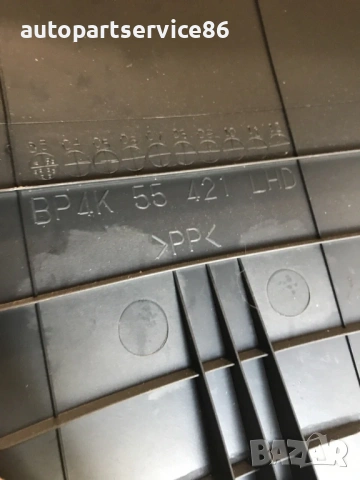 autopartservice86
BP4K 55 421 LHD
>PP<
BAZAR